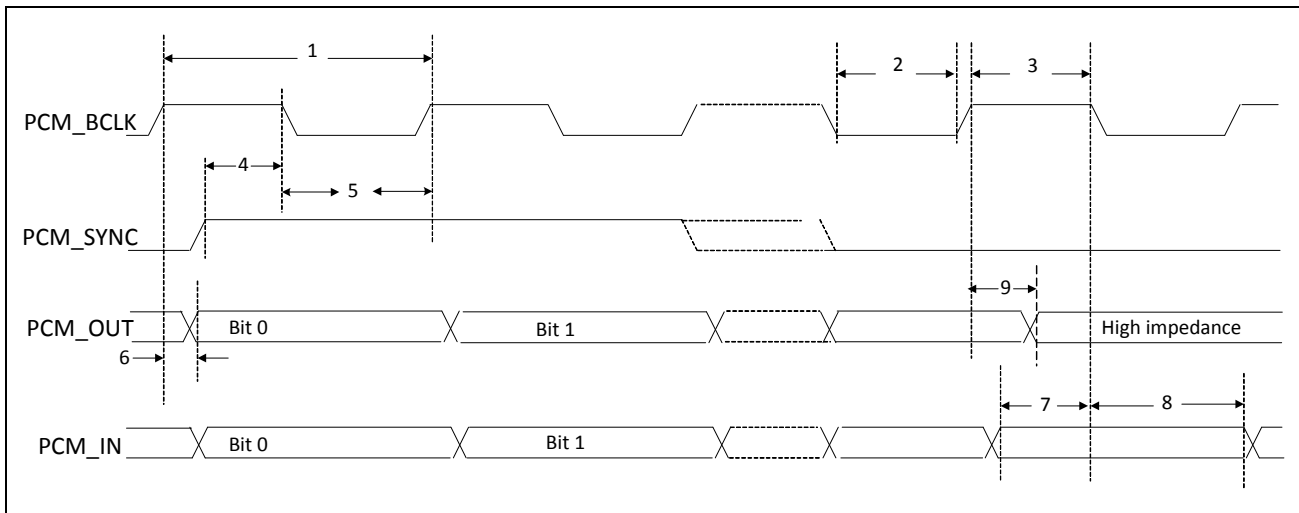 1
2
3
PCM_BCLK
4
5
PCM_SYNC
9
PCM_OUT
Bit 0
Bit 1
High impedance
6
7
8
PCM_IN
Bit 0
Bit 1